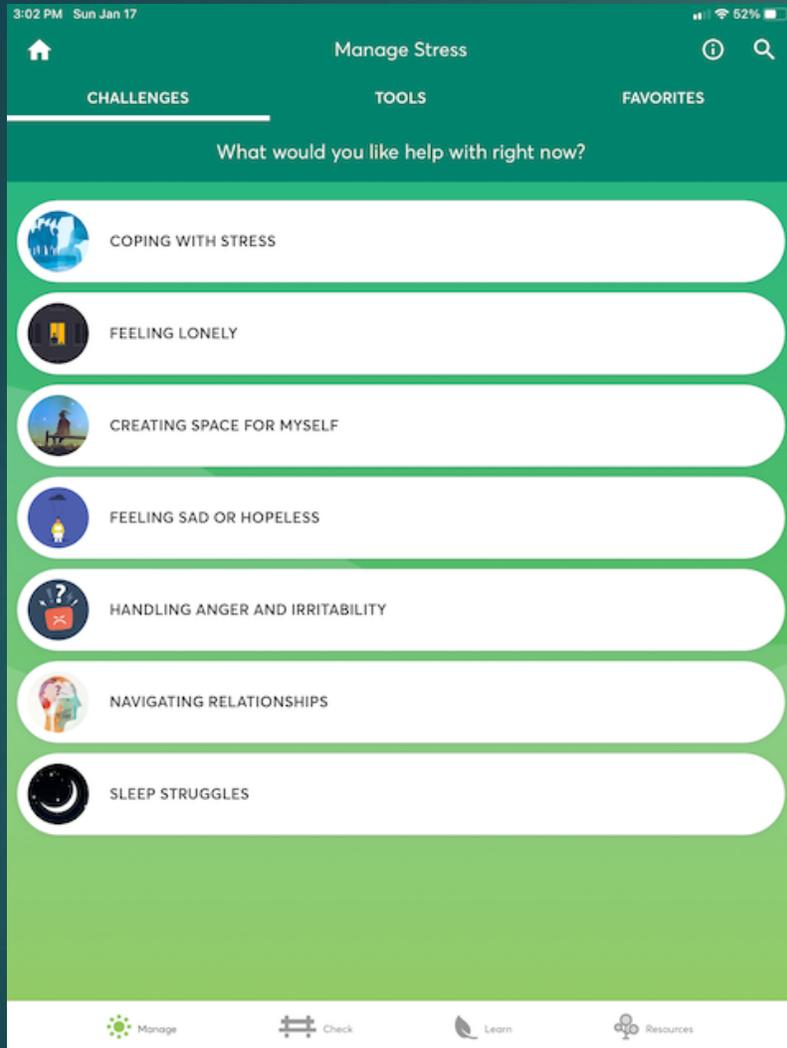 3:02 PM Sun Jan 17 52%
Manage Stress
CHALLENGES TOOLS FAVORITES
What would you like help with right now?
COPING WITH STRESS
FEELING LONELY
CREATING SPACE FOR MYSELF
FEELING SAD OR HOPELESS
HANDLING ANGER AND IRRITABILITY
NAVIGATING RELATIONSHIPS
SLEEP STRUGGLES
Manage Check Learn Resources